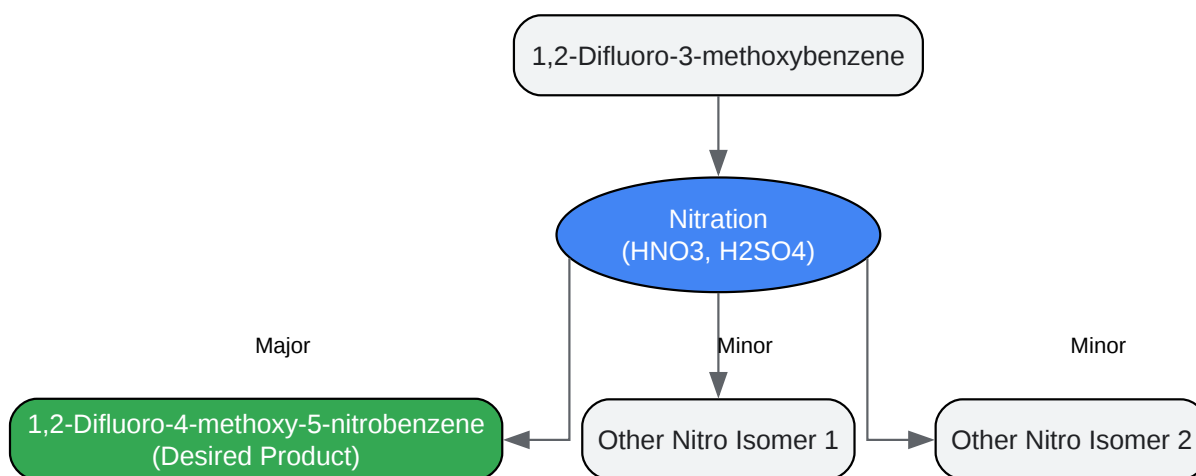 1,2-Difluoro-3-methoxybenzene
Nitration
(HNO3, H2SO4)
Major
Minor
Minor
1,2-Difluoro-4-methoxy-5-nitrobenzene
(Desired Product)
Other Nitro Isomer 1
Other Nitro Isomer 2